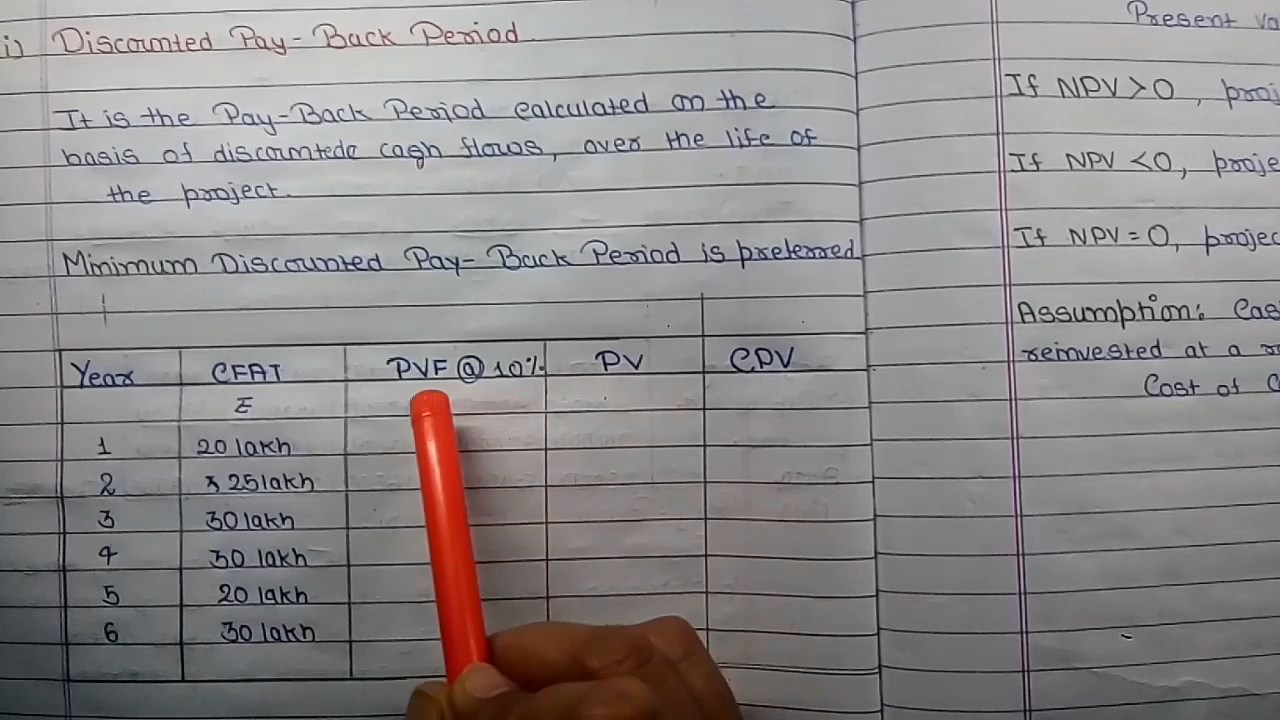 i) Discounted Pay-Back Period
It is the Pay-Back Period calculated on the
basis of discountede cash flows, over the life of
the project.
Minimum Discounted Pay-Back Period is preferred
Year CFAT PVF @ 10% PV CPV
1 20 lakh
2 25 lakh
3 30 lakh
4 30 lakh
5 20 lakh
6 30 lakh
Present
If NPV > 0, 
If NPV < 0, 
If NPV = 0, 
Assumption:
reinvested at a
Cost of